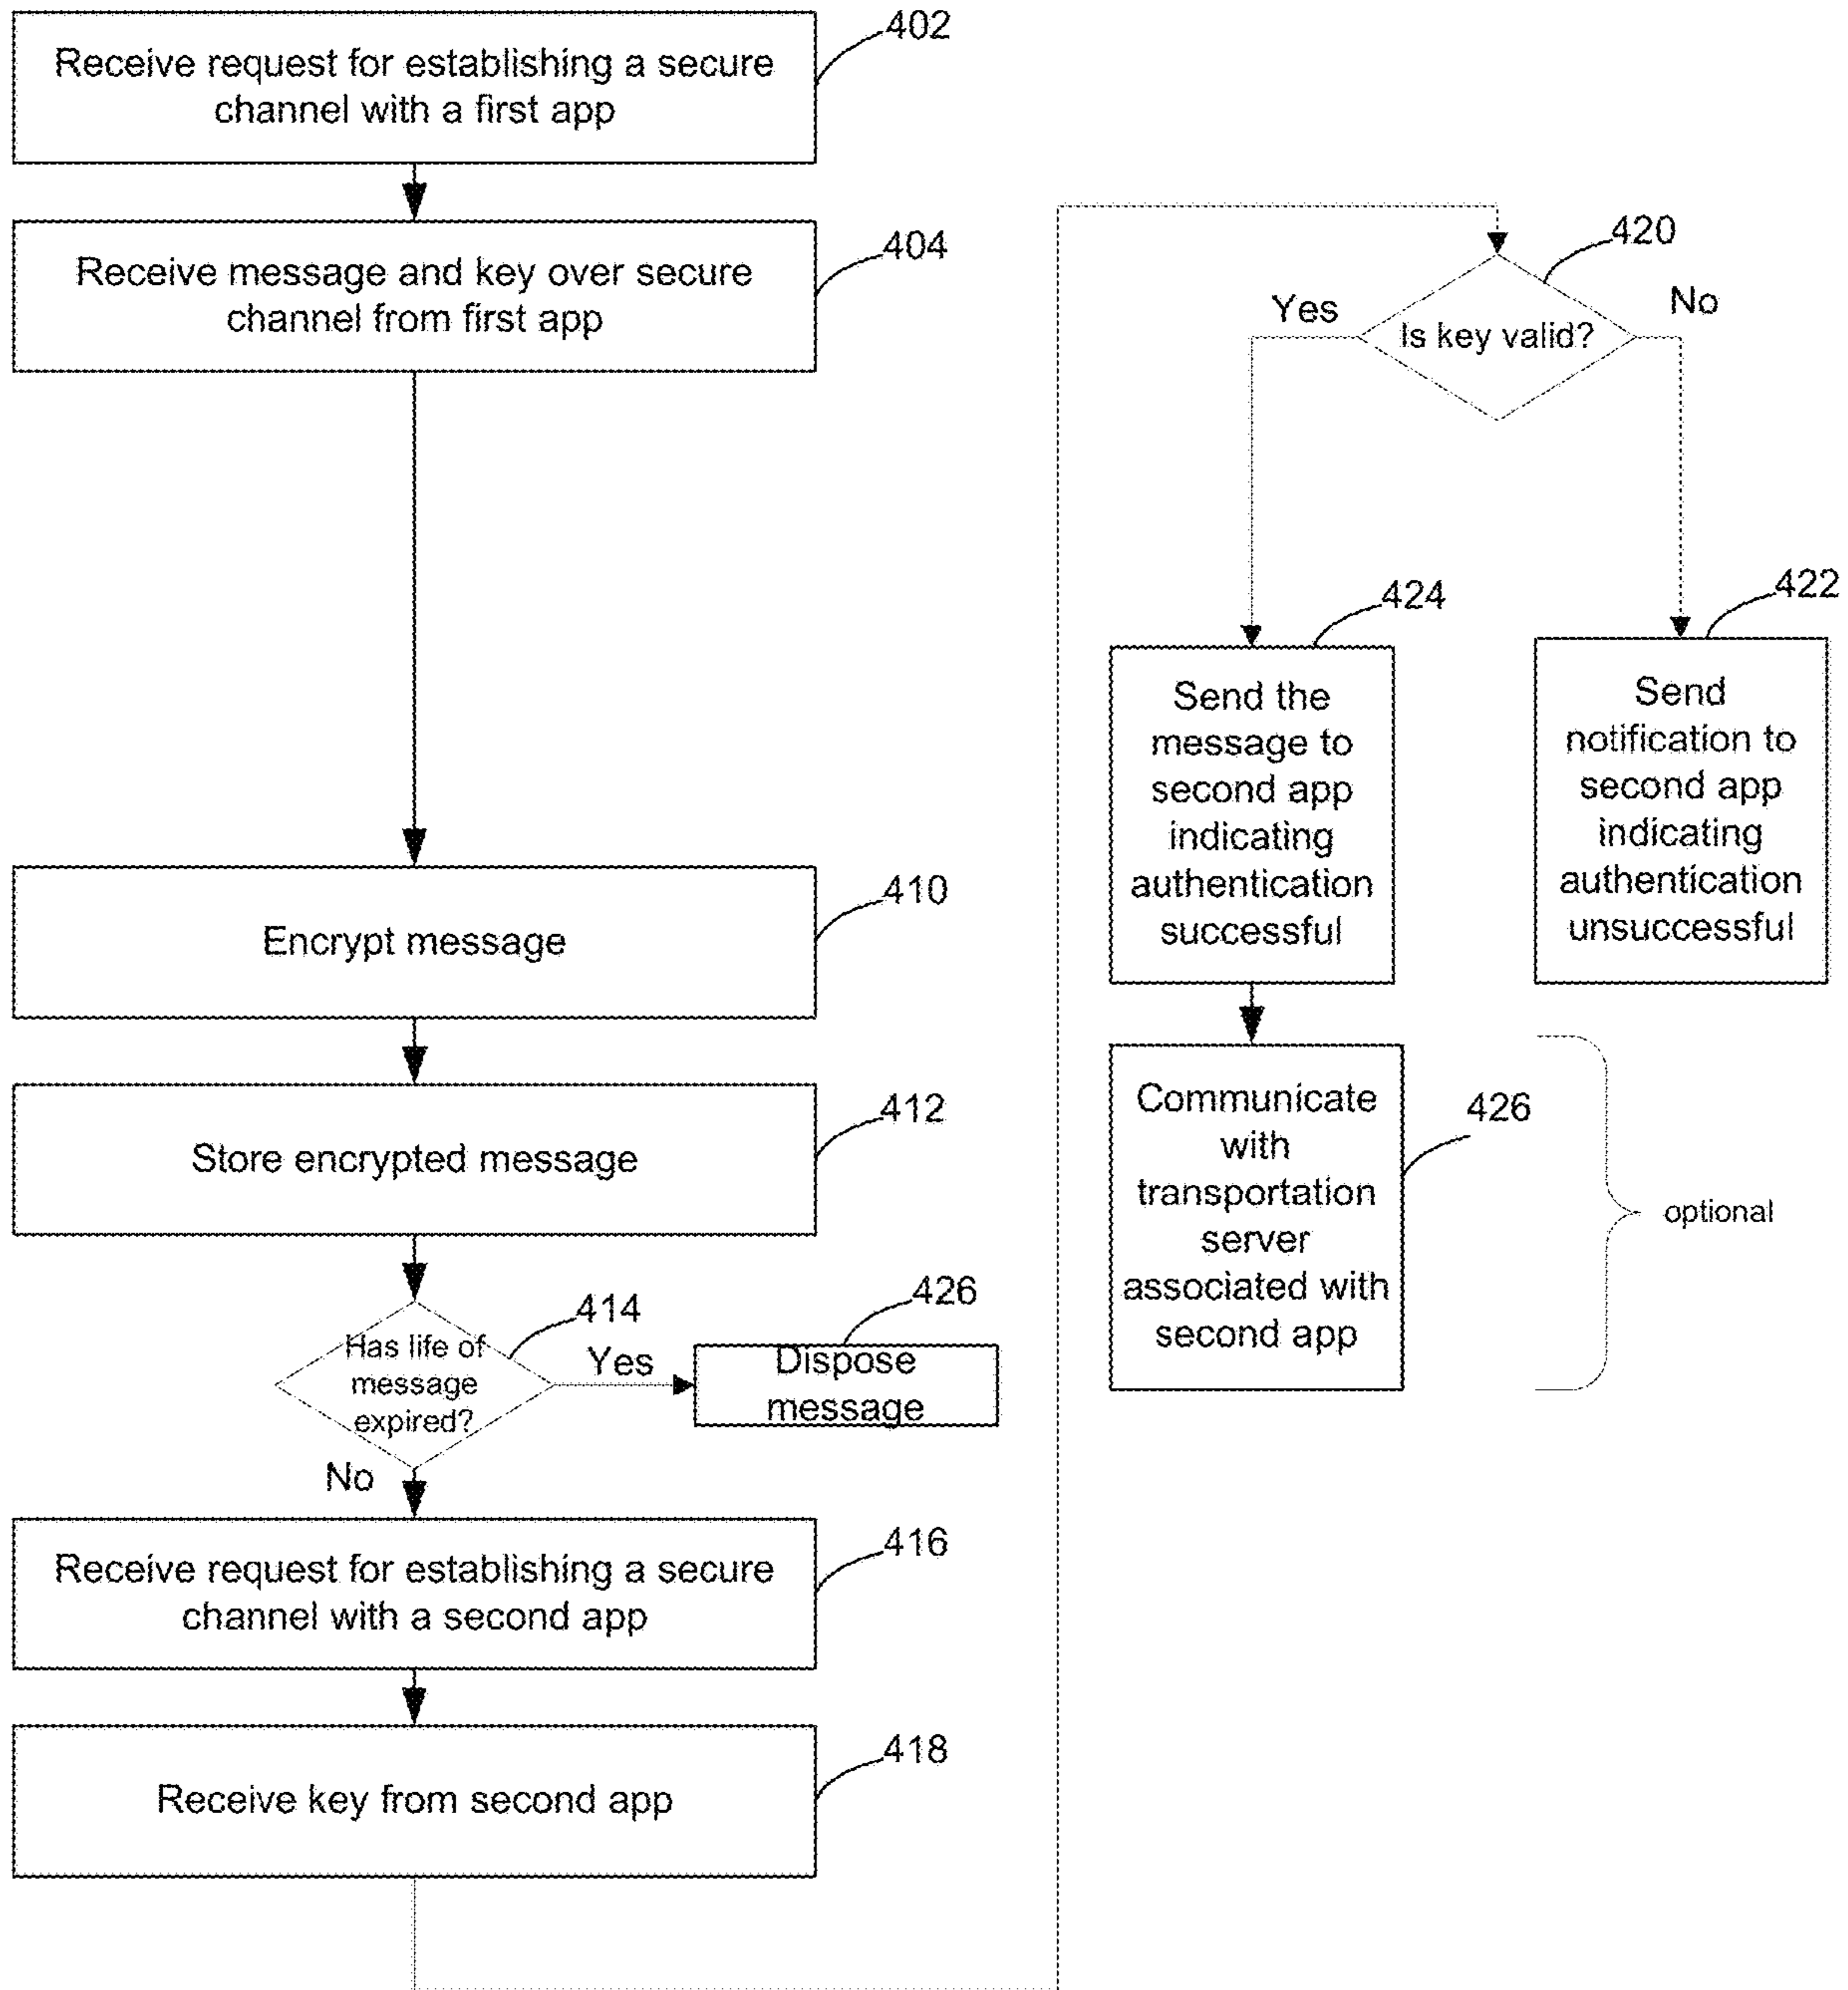 402
Receive request for establishing a secure
channel with a first app
404
Receive message and key over secure
channel from first app
410
Encrypt message
412
Store encrypted message
414
Has life of
message
expired?
Yes
426
Dispose
message
No
416
Receive request for establishing a secure
channel with a second app
418
Receive key from second app
420
Is key valid?
Yes
No
424
Send the
message to
second app
indicating
authentication
successful
422
Send
notification to
second app
indicating
authentication
unsuccessful
426
Communicate
with
transportation
server
associated with
second app
optional